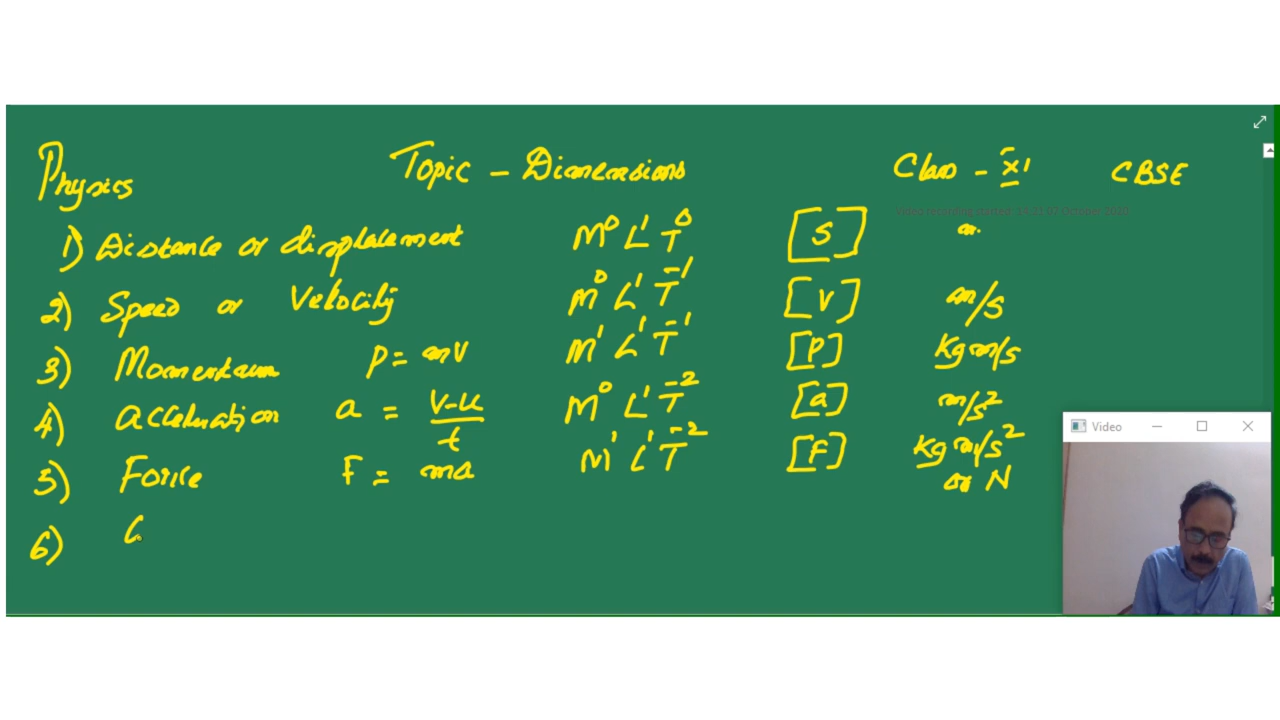 Physics Topic - Dimensions Class - XI CBSE
1) Distance or displacement M⁰ L¹ T⁰ [S] m.
2) Speed or Velocity M⁰ L¹ T⁻¹ [V] m/s
3) Momentum P = mV M¹ L¹ T⁻¹ [P] Kg m/s
4) Acceleration a = V-u/t M⁰ L¹ T⁻² [a] m/s²
5) Force F = ma M¹ L¹ T⁻² [F] Kg m/s²
or N
6)
Video